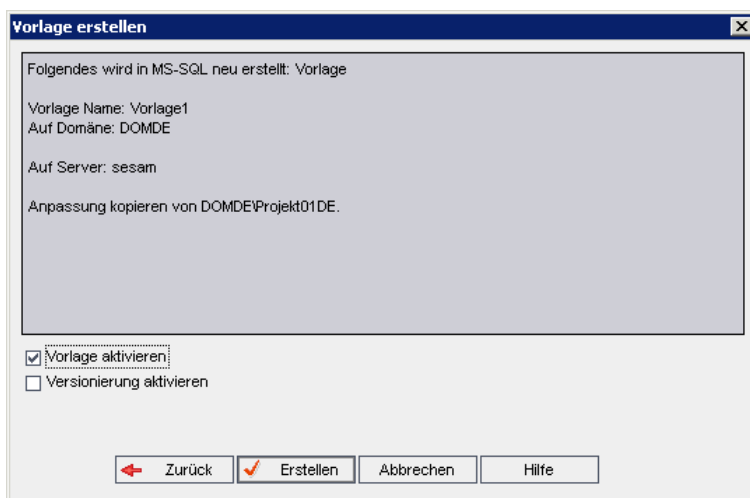 Vorlage erstellen
Folgendes wird in MS-SQL neu erstellt: Vorlage
Vorlage Name: Vorlage1
Auf Domäne: DOMDE
Auf Server: sesam
Anpassung kopieren von DOMDE\Projekt01DE.
Vorlage aktivieren
Versionierung aktivieren
Zurück Erstellen Abbrechen Hilfe